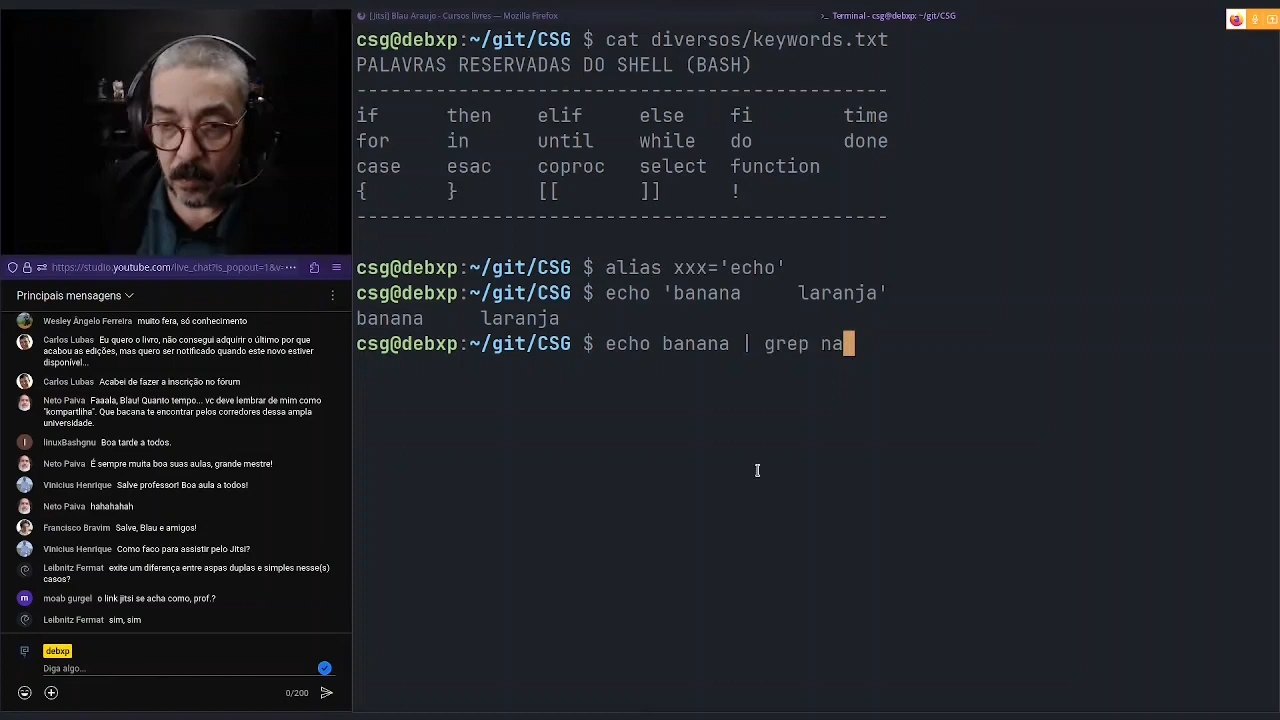 [Jitsi] Blau Araujo - Cursos livres — Mozilla Firefox
>_ Terminal - csg@debxp: ~/git/CSG
csg@debxp:~/git/CSG $ cat diversos/keywords.txt
PALAVRAS RESERVADAS DO SHELL (BASH)
-----------------------------------------------
if then elif else fi time
for in until while do done
case esac coproc select function
{ } [[ ]] !
-----------------------------------------------
csg@debxp:~/git/CSG $ alias xxx='echo'
csg@debxp:~/git/CSG $ echo 'banana     laranja'
banana     laranja
csg@debxp:~/git/CSG $ echo banana | grep na
https://studio.youtube.com/live_chat?is_popout=1&v=…
Principais mensagens
Wesley Ângelo Ferreira muito fera, só conhecimento
Carlos Lubas Eu quero o livro, não consegui adquirir o último por que
acabou as edições, mas quero ser notificado quando este novo estiver
disponível...
Carlos Lubas Acabei de fazer a inscrição no fórum
Neto Paiva Faaala, Blau! Quanto tempo... vc deve lembrar de mim como
"kompartliha". Que bacana te encontrar pelos corredores dessa ampla
universidade.
I linuxBashgnu Boa tarde a todos.
Neto Paiva É sempre muita boa suas aulas, grande mestre!
Vinicius Henrique Salve professor! Boa aula a todos!
Neto Paiva hahahahah
Francisco Bravim Salve, Blau e amigos!
Vinicius Henrique Como faco para assistir pelo Jitsi?
Leibnitz Fermat exite um diferença entre aspas duplas e simples nesse(s)
casos?
m moab gurgel o link jitsi se acha como, prof.?
Leibnitz Fermat sim, sim
debxp
Diga algo...
0/200